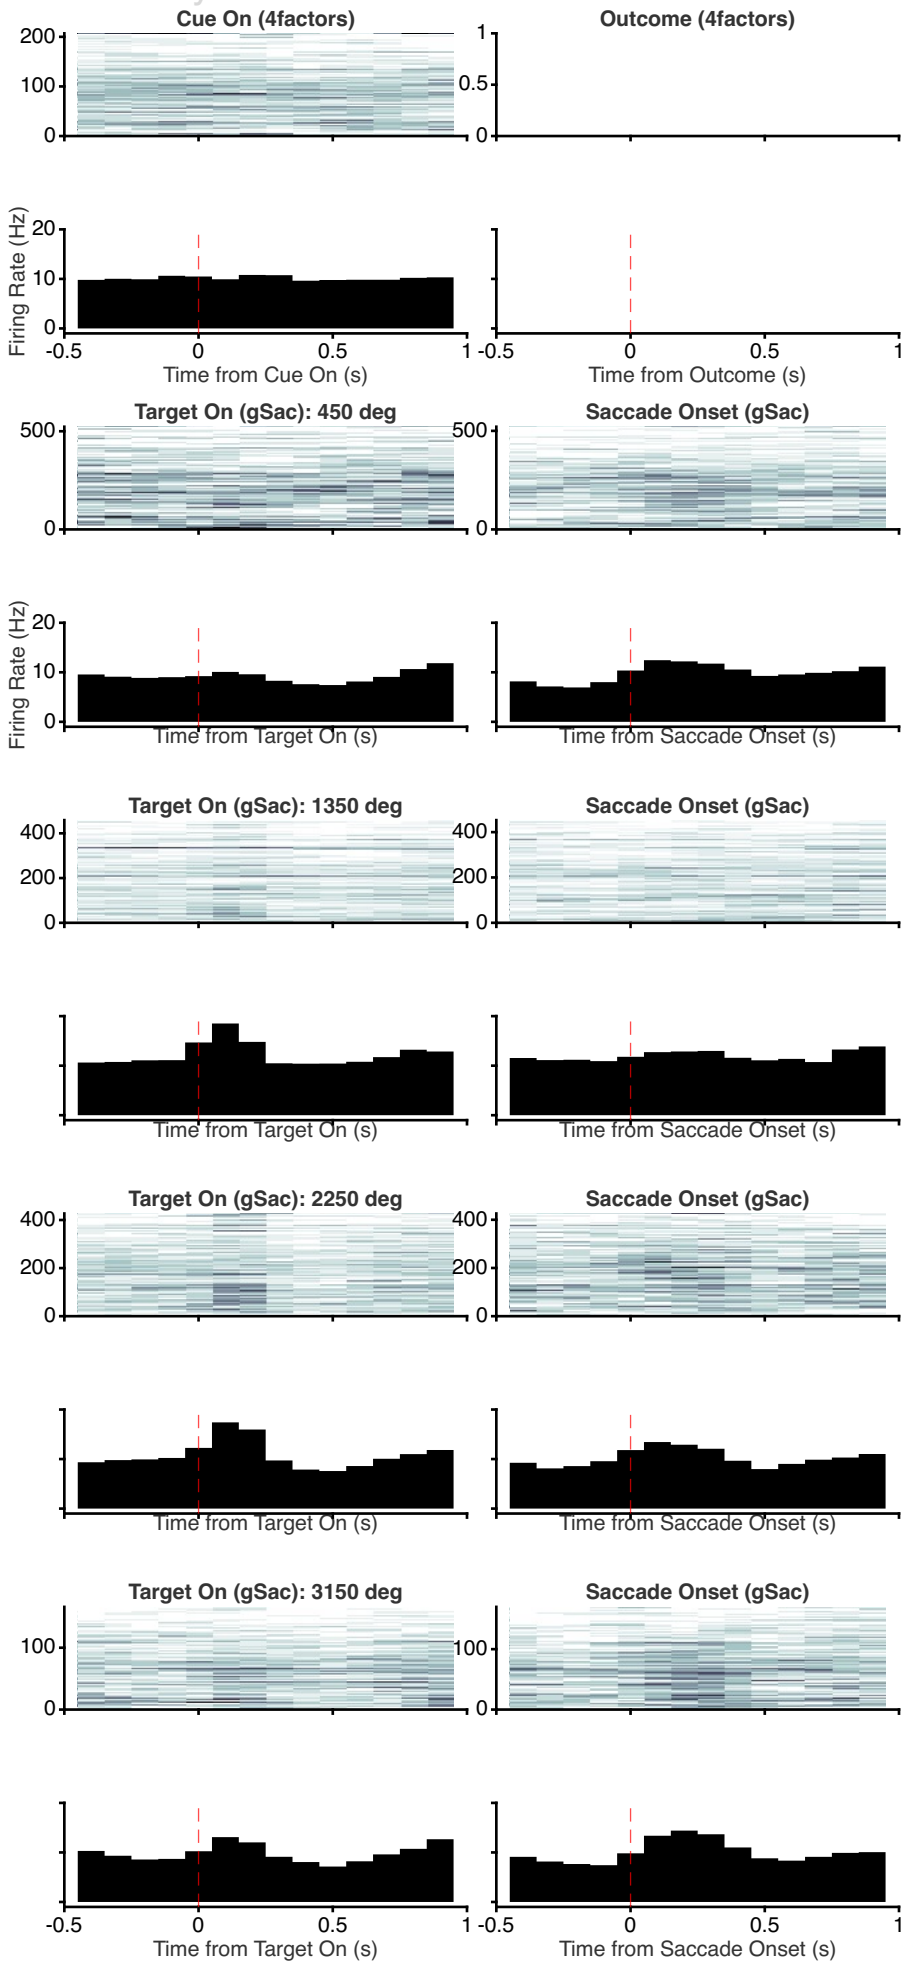 Cue On (4factors) Outcome (4factors)
200
100
0
1
0.5
0
Firing Rate (Hz)
20
10
0
-0.5 0 0.5 1 -0.5 0 0.5 1
Time from Cue On (s) Time from Outcome (s)
Target On (gSac): 450 deg Saccade Onset (gSac)
500
0
500
0
Firing Rate (Hz)
20
10
0
Time from Target On (s) Time from Saccade Onset (s)
Target On (gSac): 1350 deg Saccade Onset (gSac)
400
200
0
400
200
0
Time from Target On (s) Time from Saccade Onset (s)
Target On (gSac): 2250 deg Saccade Onset (gSac)
400
200
0
400
200
0
Time from Target On (s) Time from Saccade Onset (s)
Target On (gSac): 3150 deg Saccade Onset (gSac)
100
0
100
0
-0.5 0 0.5 1 -0.5 0 0.5 1
Time from Target On (s) Time from Saccade Onset (s)